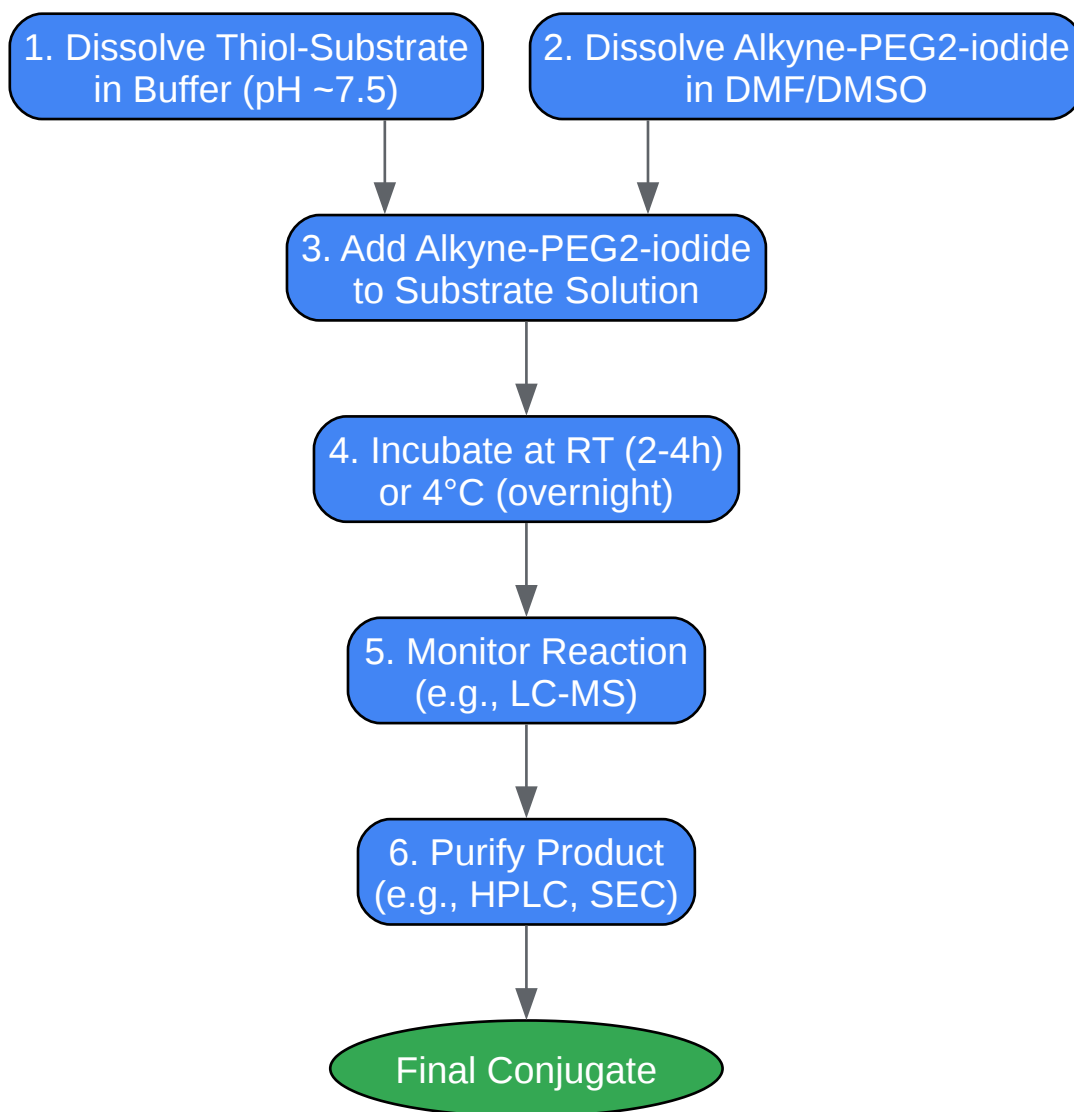 1. Dissolve Thiol-Substrate
in Buffer (pH ~7.5)
2. Dissolve Alkyne-PEG2-iodide
in DMF/DMSO
3. Add Alkyne-PEG2-iodide
to Substrate Solution
4. Incubate at RT (2-4h)
or 4°C (overnight)
5. Monitor Reaction
(e.g., LC-MS)
6. Purify Product
(e.g., HPLC, SEC)
Final Conjugate